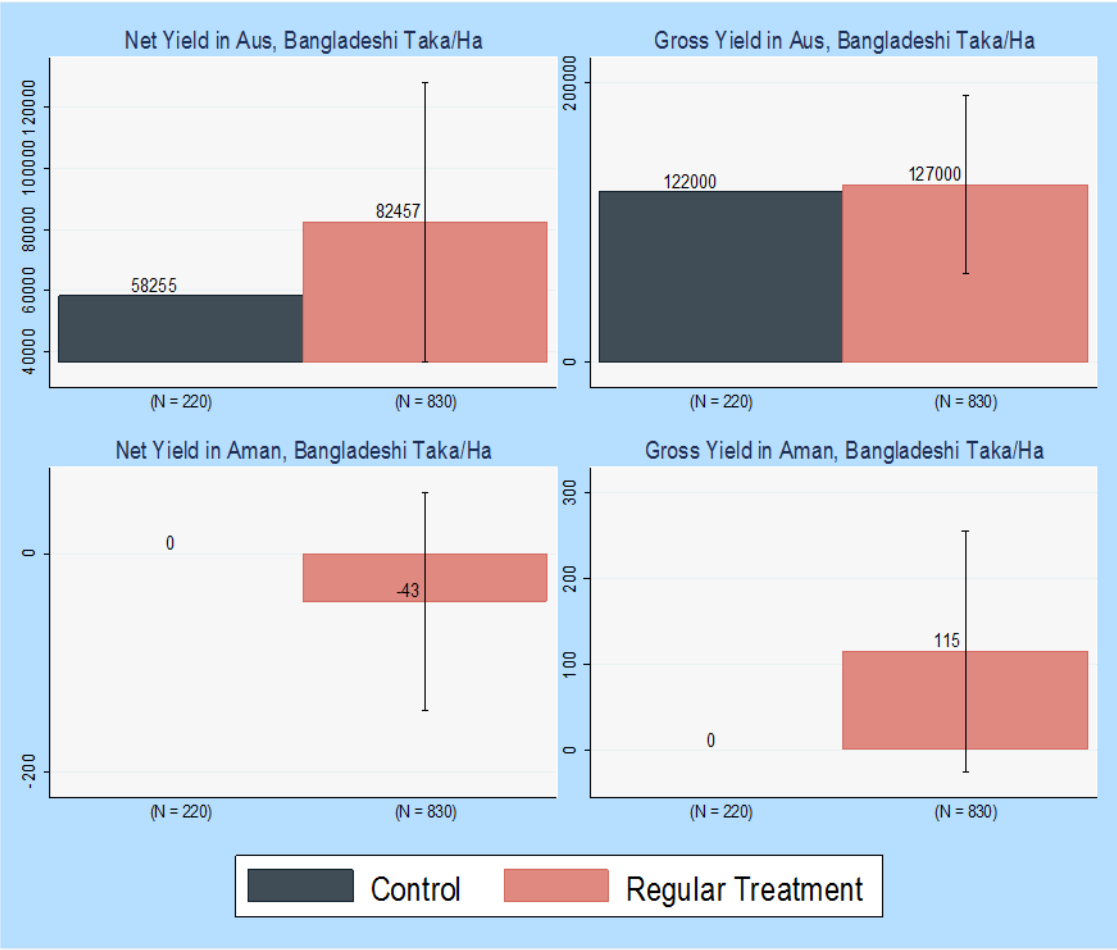 Net Yield in Aus, Bangladeshi Taka/Ha
120000
100000
80000
60000
40000
58255
82457
(N = 220)
(N = 830)
Gross Yield in Aus, Bangladeshi Taka/Ha
200000
0
122000
127000
(N = 220)
(N = 830)
Net Yield in Aman, Bangladeshi Taka/Ha
0
-200
0
-43
(N = 220)
(N = 830)
Gross Yield in Aman, Bangladeshi Taka/Ha
300
200
100
0
0
115
(N = 220)
(N = 830)
Control
Regular Treatment